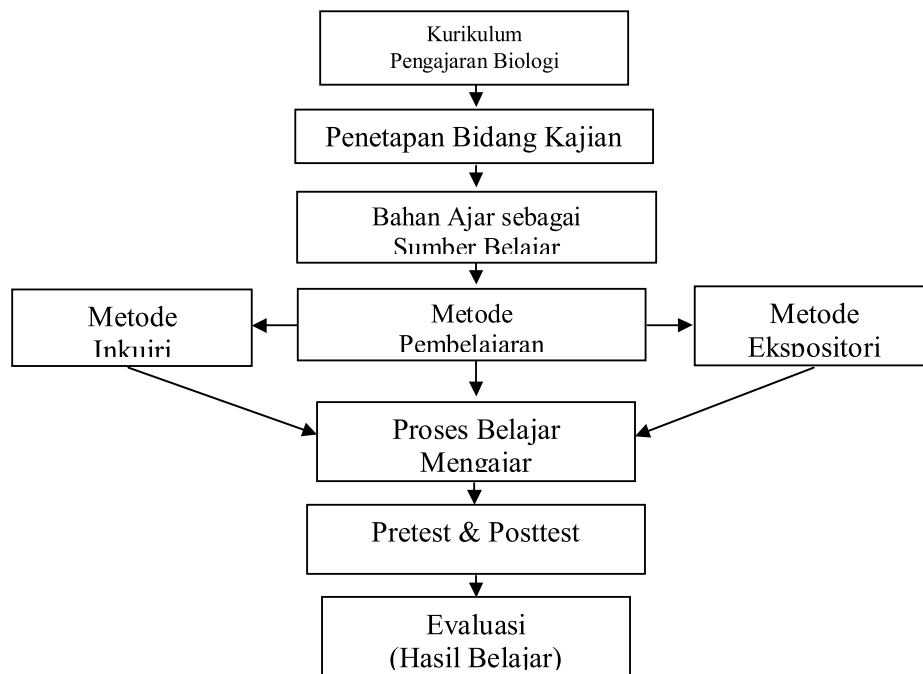 Kurikulum
Pengajaran Biologi
Penetapan Bidang Kajian
Bahan Ajar sebagai
Sumber Belajar
Metode
Inkuiri
Metode
Pembelajaran
Metode
Ekspositori
Proses Belajar
Mengajar
Pretest & Posttest
Evaluasi
(Hasil Belajar)